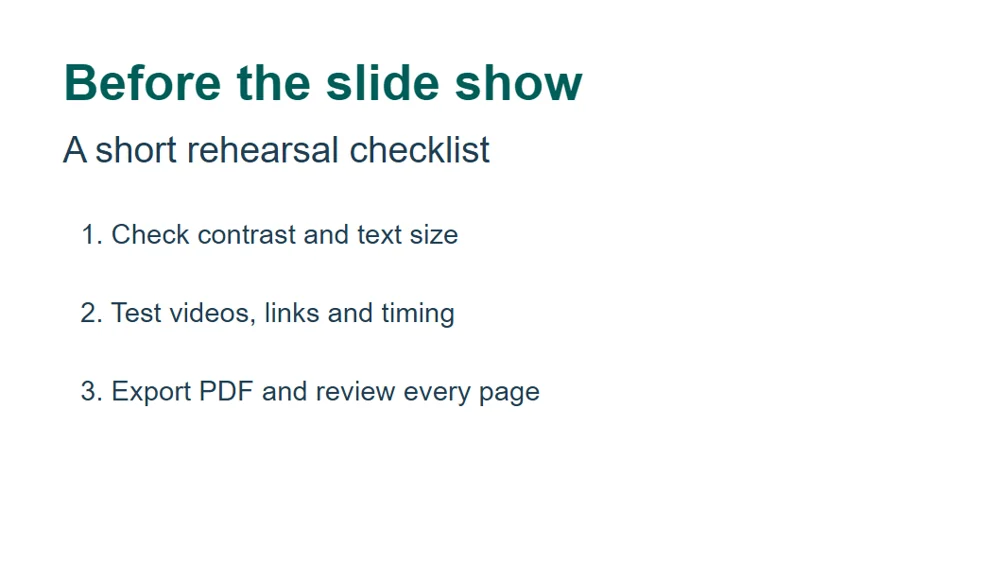 Before the slide show
A short rehearsal checklist
1. Check contrast and text size
2. Test videos, links and timing
3. Export PDF and review every page